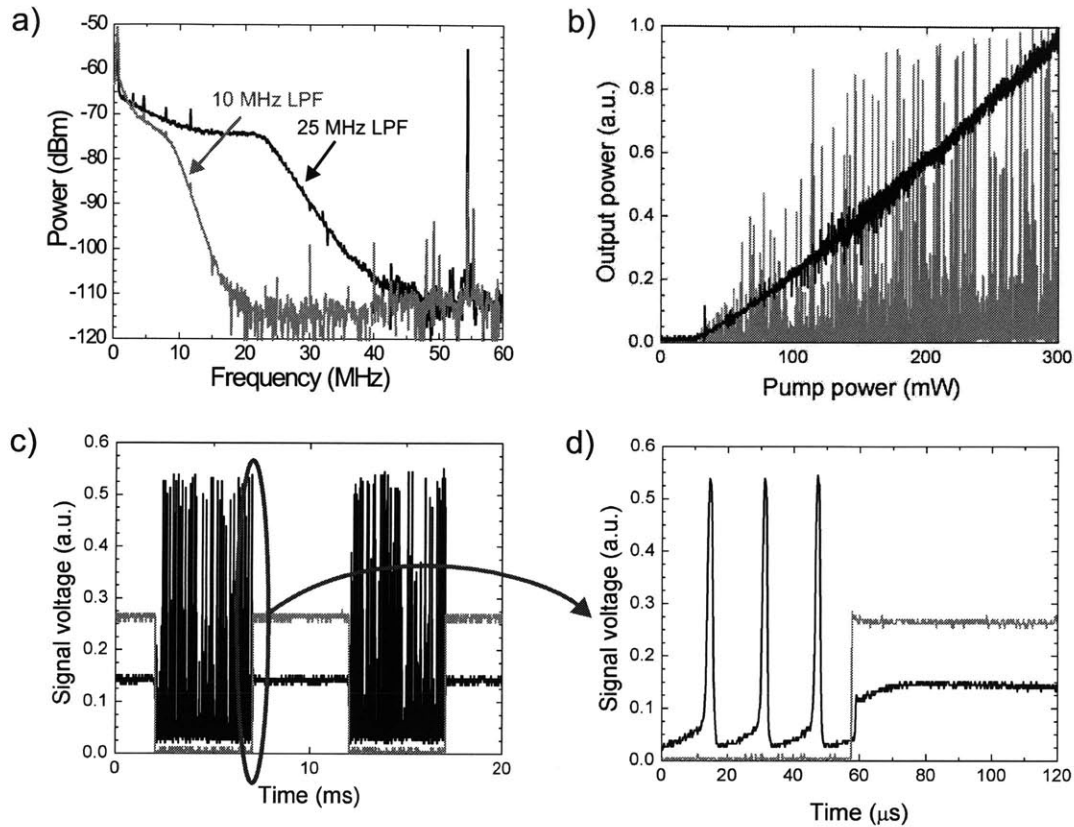 a)
-50
-60
-70
-80
-90
-100
-110
-120
Power (dBm)
10 MHz LPF
25 MHz LPF
0 10 20 30 40 50 60
Frequency (MHz)
b)
1.0
0.8
0.6
0.4
0.2
0.0
Output power (a.u.)
0 100 200 300
Pump power (mW)
c)
0.6
0.5
0.4
0.3
0.2
0.1
0.0
Signal voltage (a.u.)
0 10 20
Time (ms)
d)
0.6
0.5
0.4
0.3
0.2
0.1
0.0
Signal voltage (a.u.)
0 20 40 60 80 100 120
Time (μs)